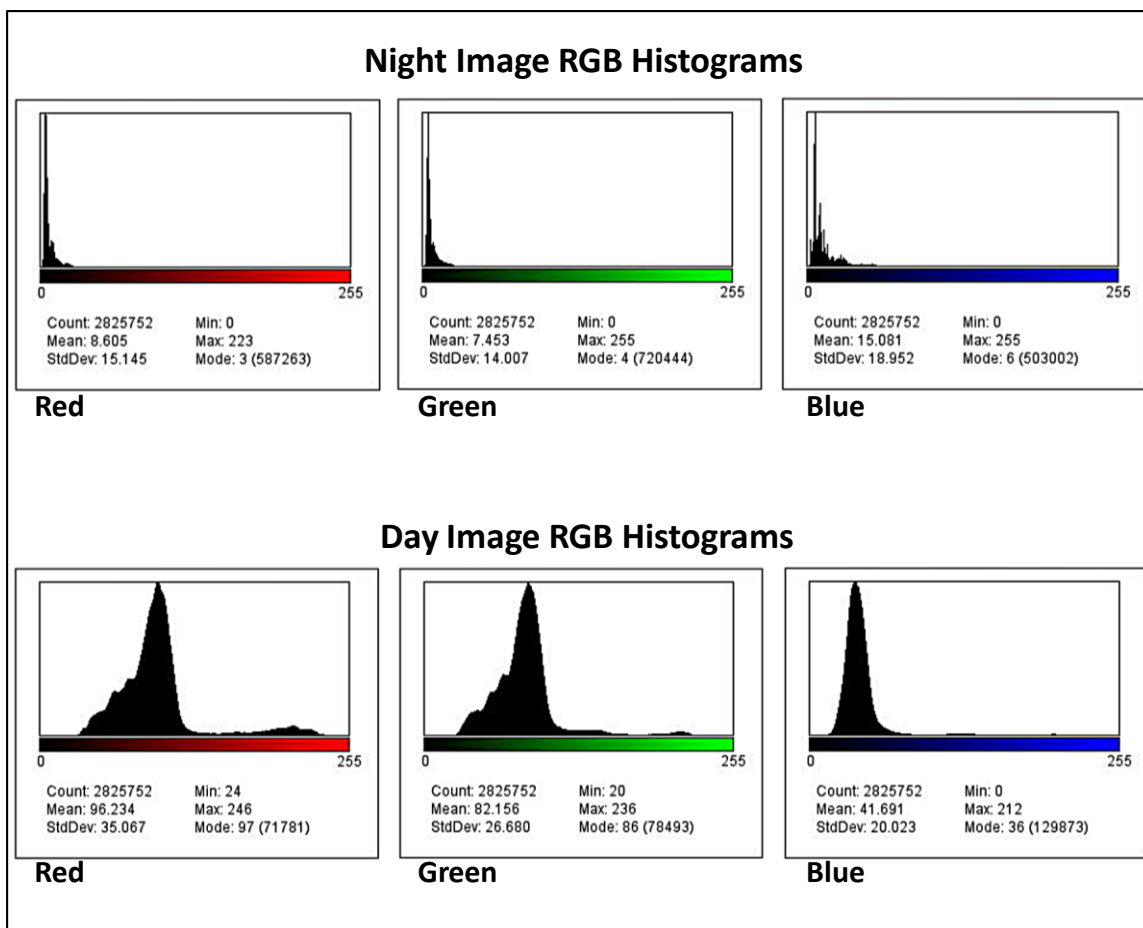 Night Image RGB Histograms
0 255
Count: 2825752 Min: 0
Mean: 8.605 Max: 223
StdDev: 15.145 Mode: 3 (587263)
Red
0 255
Count: 2825752 Min: 0
Mean: 7.453 Max: 255
StdDev: 14.007 Mode: 4 (720444)
Green
0 255
Count: 2825752 Min: 0
Mean: 15.081 Max: 255
StdDev: 18.952 Mode: 6 (503002)
Blue
Day Image RGB Histograms
0 255
Count: 2825752 Min: 24
Mean: 96.234 Max: 246
StdDev: 35.067 Mode: 97 (71781)
Red
0 255
Count: 2825752 Min: 20
Mean: 82.156 Max: 236
StdDev: 26.680 Mode: 86 (78493)
Green
0 255
Count: 2825752 Min: 0
Mean: 41.691 Max: 212
StdDev: 20.023 Mode: 36 (129873)
Blue